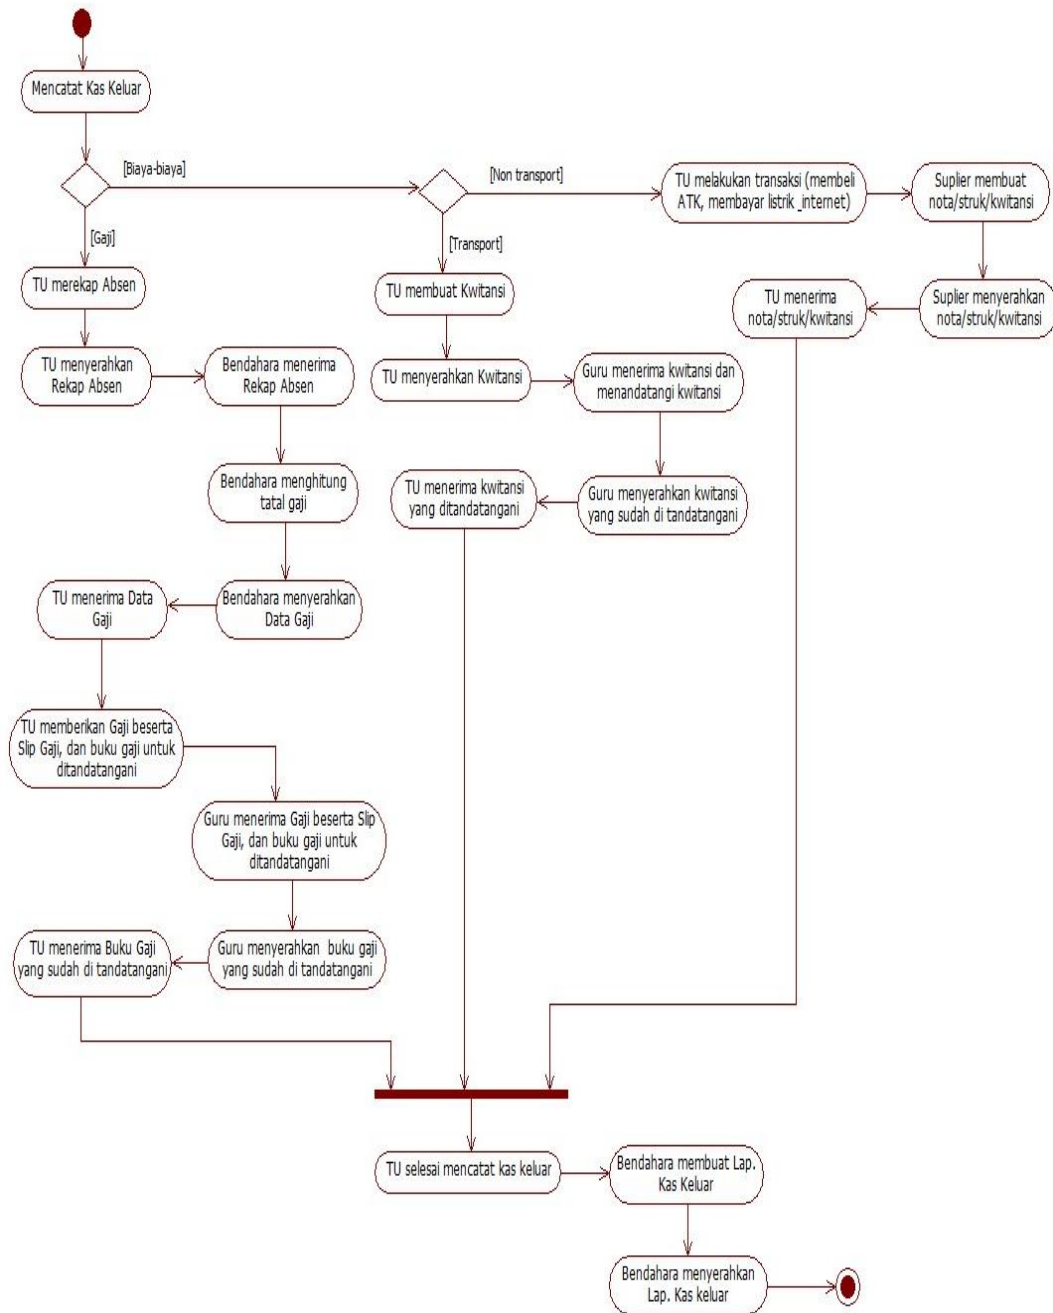 Mencatat Kas Keluar
[Biaya-biaya]
[Non transport]
TU melakukan transaksi (membeli
ATK, membayar listrik _internet)
Suplier membuat
nota/struk/kwitansi
[Gaji]
[Transport]
TU merekap Absen
TU membuat Kwitansi
TU menerima
nota/struk/kwitansi
Suplier menyerahkan
nota/struk/kwitansi
TU menyerahkan
Rekap Absen
Bendahara menerima
Rekap Absen
TU menyerahkan Kwitansi
Guru menerima kwitansi dan
menandatangi kwitansi
Bendahara menghitung
tatal gaji
TU menerima kwitansi
yang ditandatangani
Guru menyerahkan kwitansi
yang sudah di tandatangani
TU menerima Data
Gaji
Bendahara menyerahkan
Data Gaji
TU memberikan Gaji beserta
Slip Gaji, dan buku gaji untuk
ditandatangani
Guru menerima Gaji beserta Slip
Gaji, dan buku gaji untuk
ditandatangani
TU menerima Buku Gaji
yang sudah di tandatangani
Guru menyerahkan buku gaji
yang sudah di tandatangani
TU selesai mencatat kas keluar
Bendahara membuat Lap.
Kas Keluar
Bendahara menyerahkan
Lap. Kas keluar